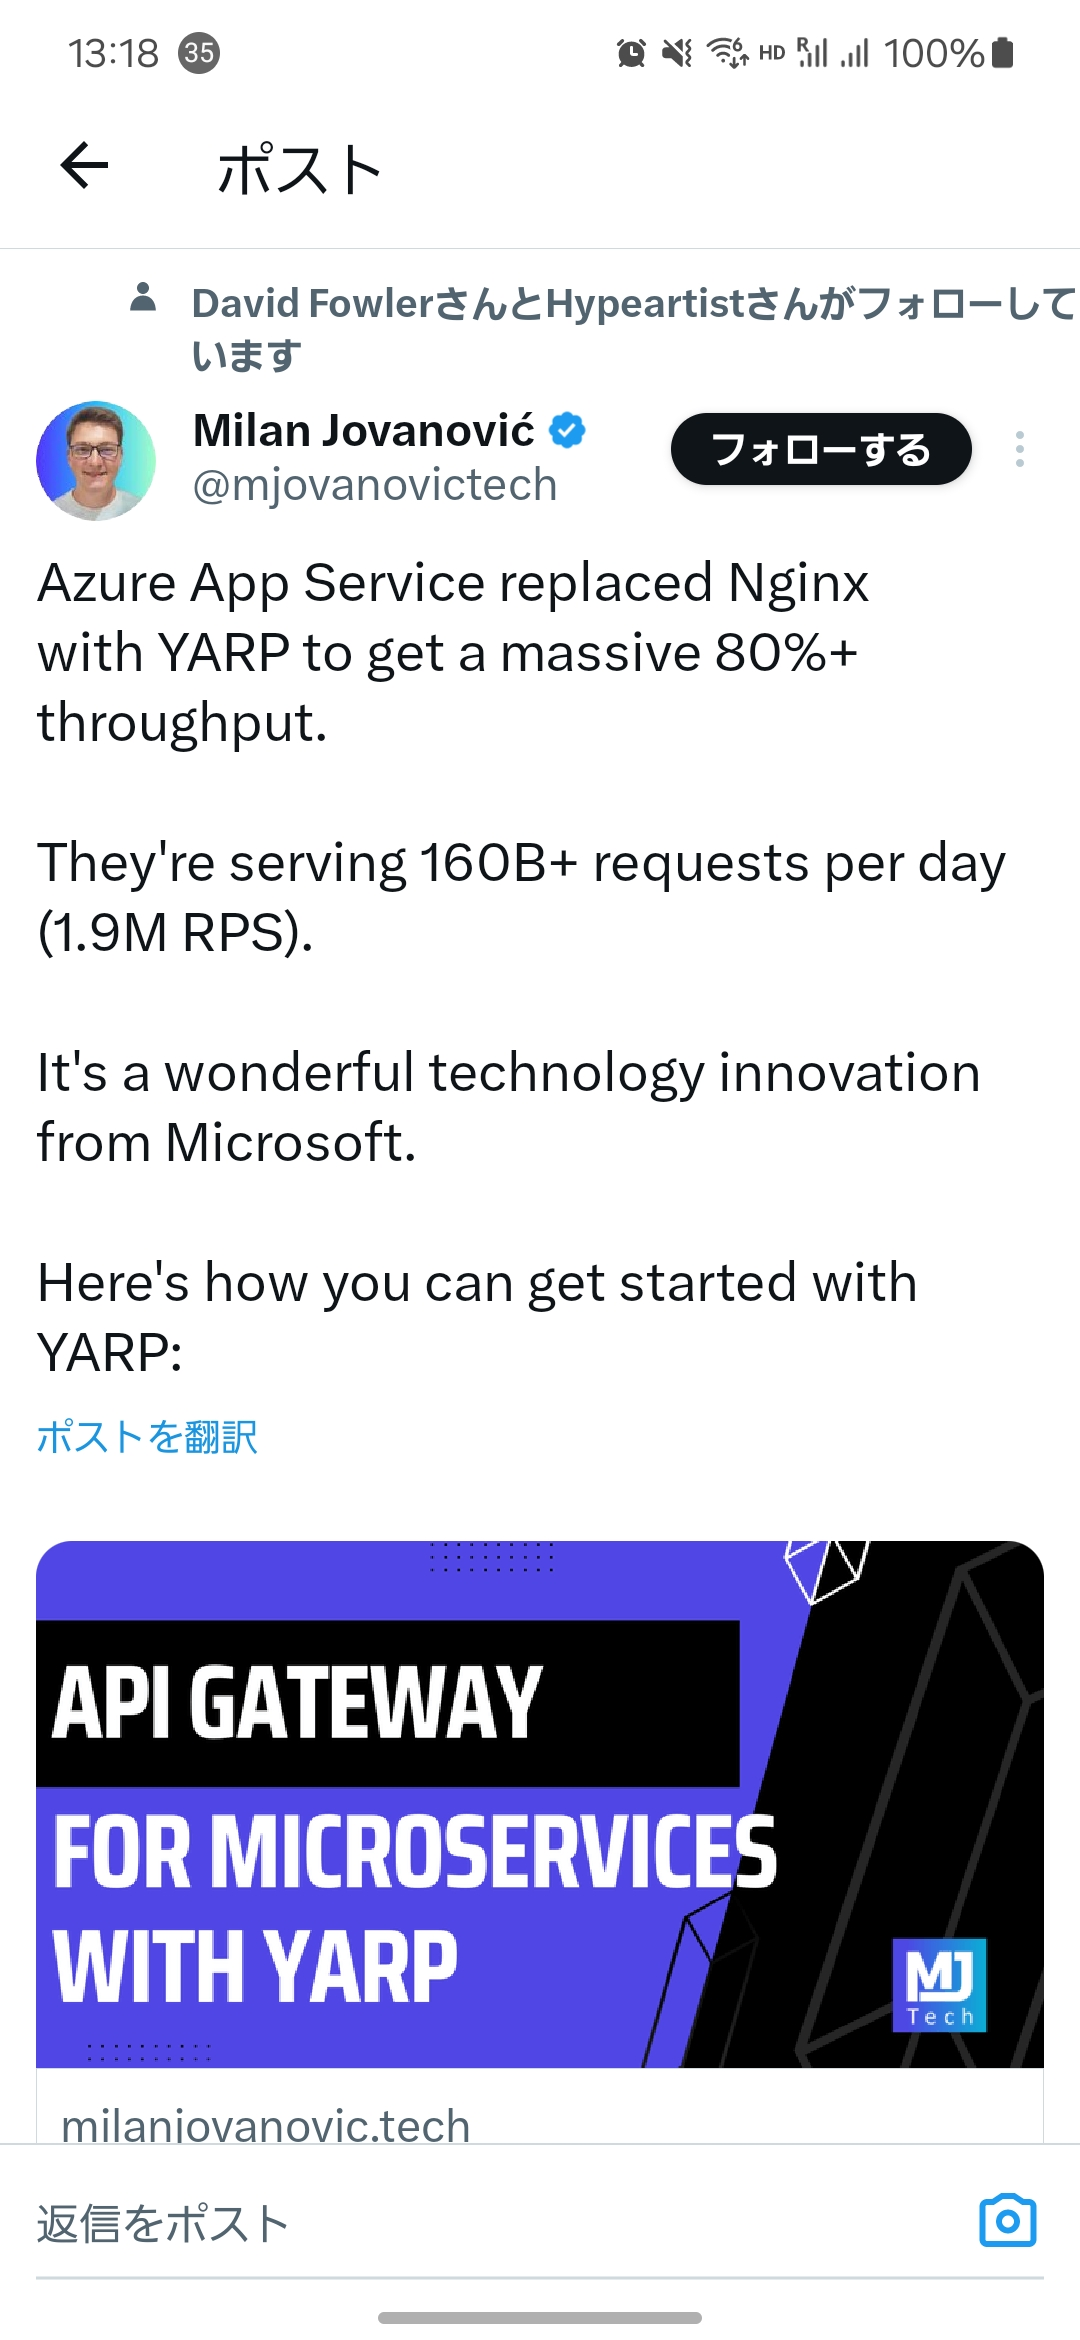 13:18 35 HD R 100%
ポスト
David FowlerさんとHypeartistさんがフォローして
います
Milan Jovanović
フォローする
@mjovanovictech
Azure App Service replaced Nginx
with YARP to get a massive 80%+
throughput.
They're serving 160B+ requests per day
(1.9M RPS).
It's a wonderful technology innovation
from Microsoft.
Here's how you can get started with
YARP:
ポストを翻訳
API GATEWAY
FOR MICROSERVICES
WITH YARP
MJ
Tech
milanjovanovic.tech
返信をポスト